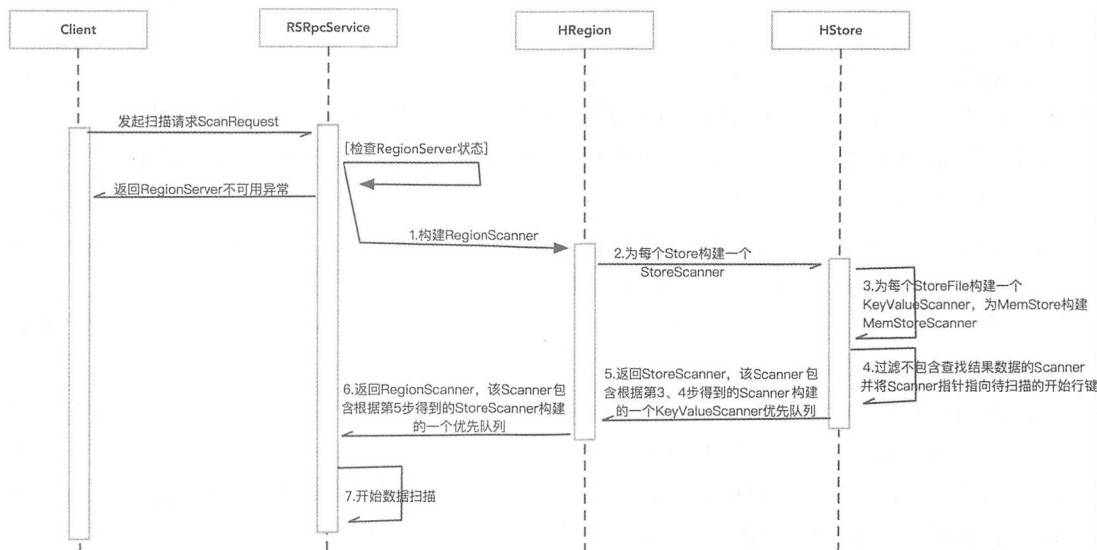 Client
RSRpcService
HRegion
HStore
发起扫描请求ScanRequest
[检查RegionServer状态]
返回RegionServer不可用异常
1.构建RegionScanner
2.为每个Store构建一个
StoreScanner
3.为每个StoreFile构建一个
KeyValueScanner，为MemStore构建
MemStoreScanner
4.过滤不包含查找结果数据的Scanner
并将Scanner指针指向待扫描的开始行键
5.返回StoreScanner，该Scanner包
含根据第3、4步得到的Scanner构建
的一个KeyValueScanner优先队列
6.返回RegionScanner，该Scanner包
含根据第5步得到的StoreScanner构建
的一个优先队列
7.开始数据扫描